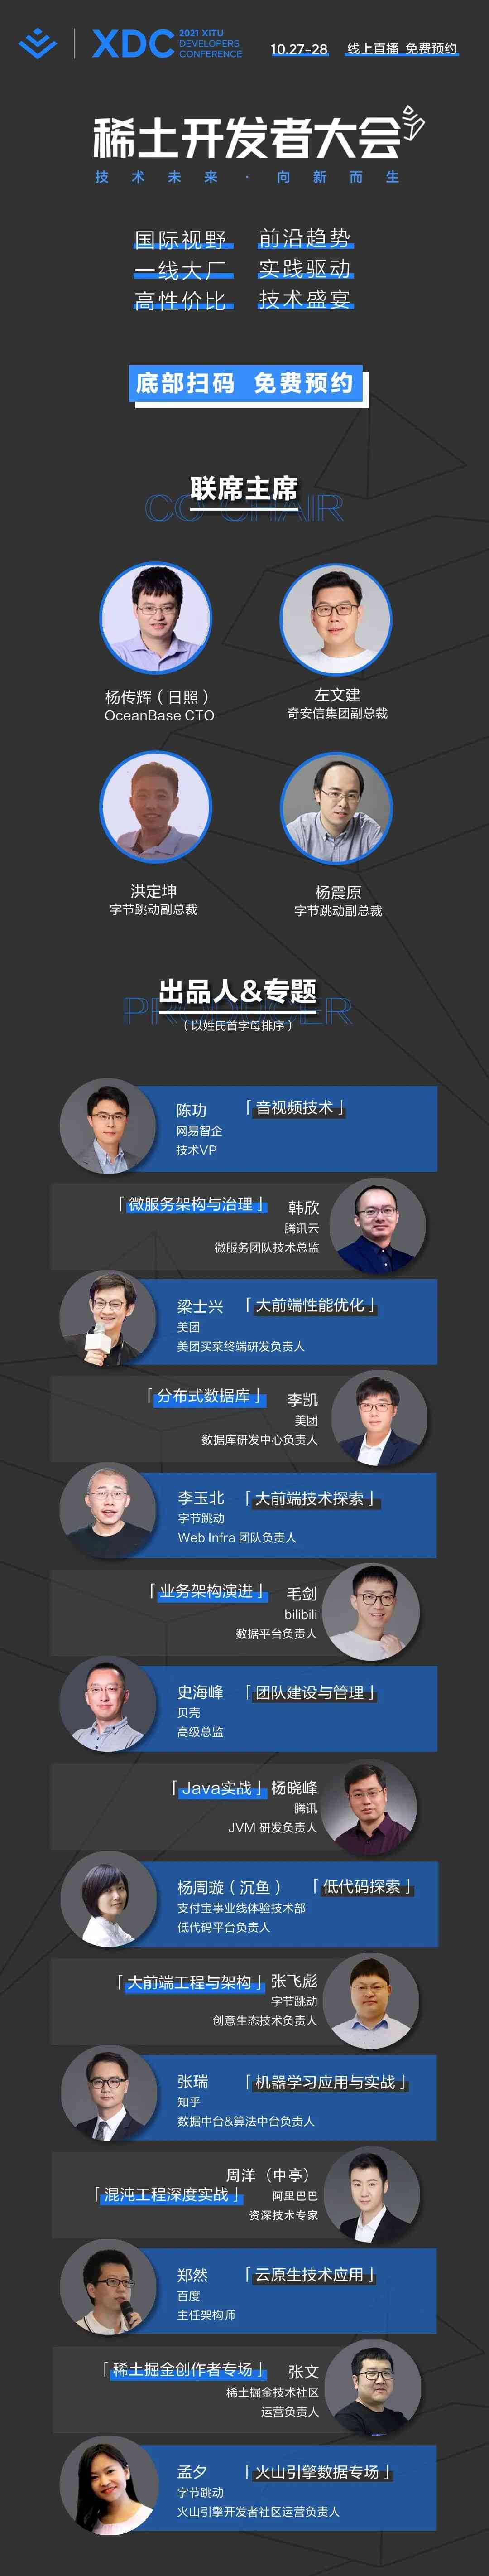 XDC 2021 XITU
DEVELOPERS
CONFERENCE
10.27-28 线上直播 免费预约
稀土开发者大会
技术未来·向新而生
国际视野 前沿趋势
一线大厂 实践驱动
高性价比 技术盛宴
底部扫码 免费预约
联席主席
CO-CHAIR
杨传辉（日照）
OceanBase CTO
左文建
奇安信集团副总裁
洪定坤
字节跳动副总裁
杨震原
字节跳动副总裁
出品人&专题
PRODUCER
（以姓氏首字母排序）
陈功 「音视频技术」
网易智企
技术VP
「微服务架构与治理」 韩欣
腾讯云
微服务团队技术总监
梁士兴 「大前端性能优化」
美团
美团买菜终端研发负责人
「分布式数据库」 李凯
美团
数据库研发中心负责人
李玉北 「大前端技术探索」
字节跳动
Web Infra 团队负责人
「业务架构演进」 毛剑
bilibili
数据平台负责人
史海峰 「团队建设与管理」
贝壳
高级总监
「Java实战」 杨晓峰
腾讯
JVM 研发负责人
杨周璇（沉鱼） 「低代码探索」
支付宝事业线体验技术部
低代码平台负责人
「大前端工程与架构」 张飞彪
字节跳动
创意生态技术负责人
张瑞 「机器学习应用与实战」
知乎
数据中台&算法中台负责人
周洋（中亭）
「混沌工程深度实战」 阿里巴巴
资深技术专家
郑然 「云原生技术应用」
百度
主任架构师
「稀土掘金创作者专场」 张文
稀土掘金技术社区
运营负责人
孟夕 「火山引擎数据专场」
字节跳动
火山引擎开发者社区运营负责人